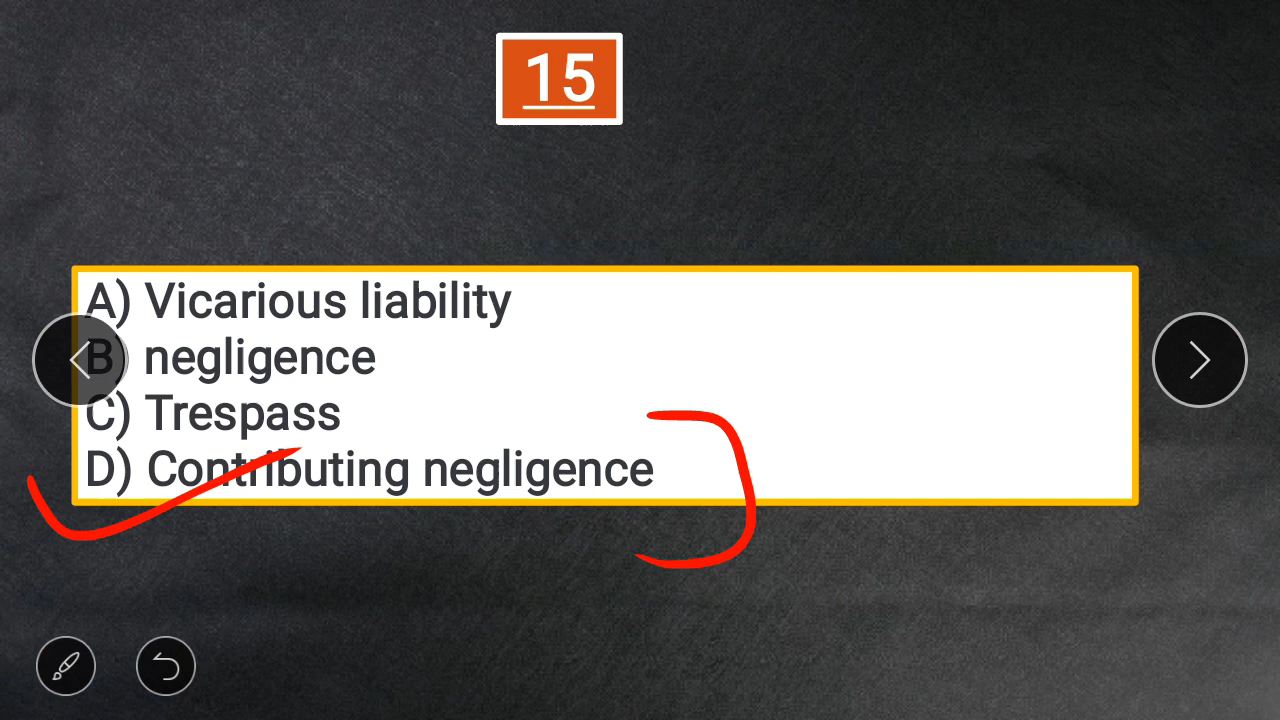 15
A) Vicarious liability
B) negligence
C) Trespass
D) Contributing negligence